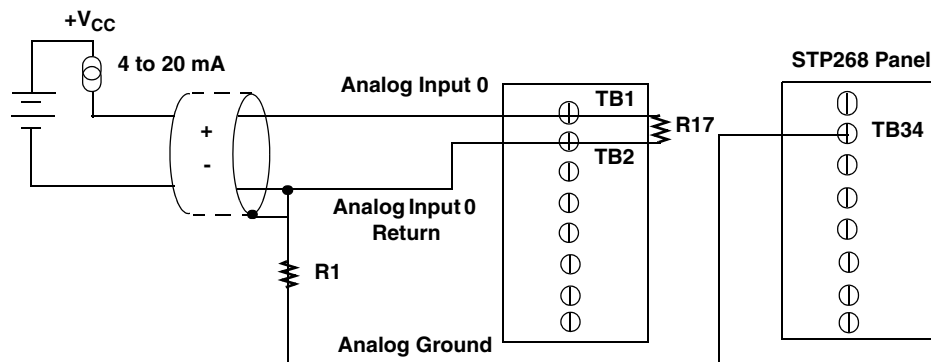 +VCC
4 to 20 mA
STP268 Panel
Analog Input 0
TB1
R17
TB34
+
-
TB2
Analog Input 0
Return
R1
Analog Ground